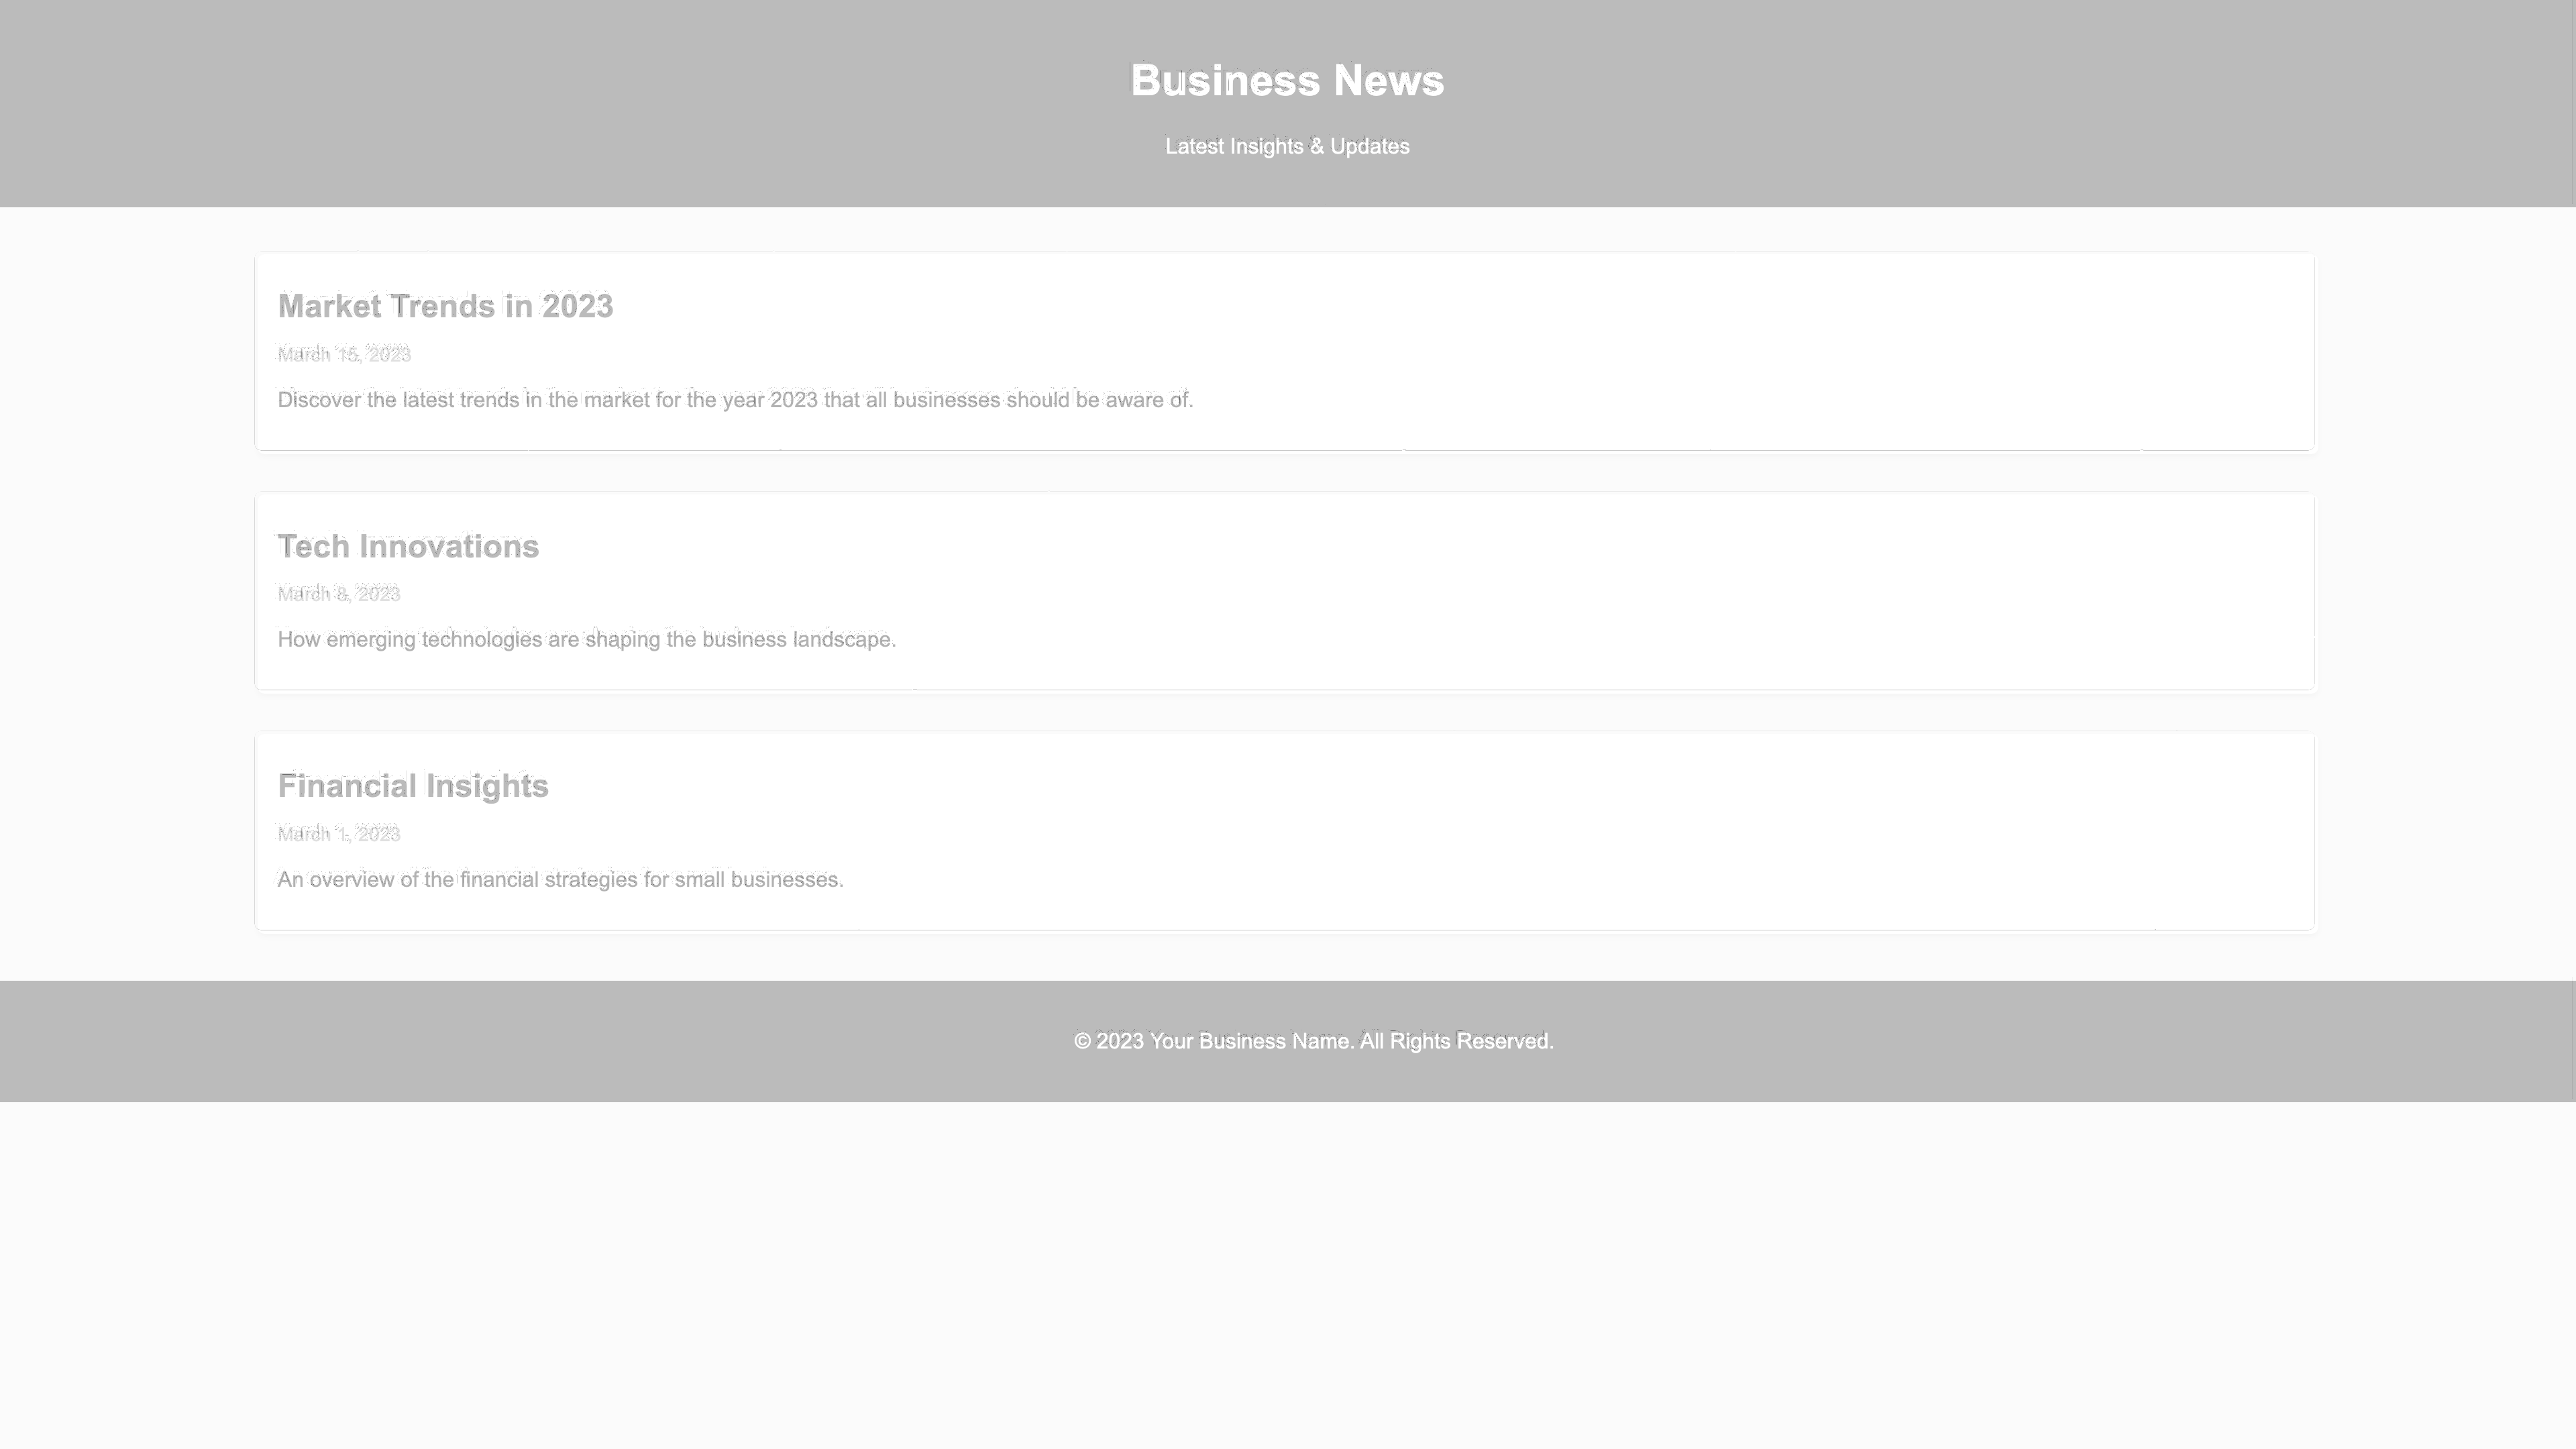 Business News
Latest Insights & Updates
Market Trends in 2023
March 15, 2023
Discover the latest trends in the market for the year 2023 that all businesses should be aware of.
Tech Innovations
March 8, 2023
How emerging technologies are shaping the business landscape.
Financial Insights
March 1, 2023
An overview of the financial strategies for small businesses.
© 2023 Your Business Name. All Rights Reserved.